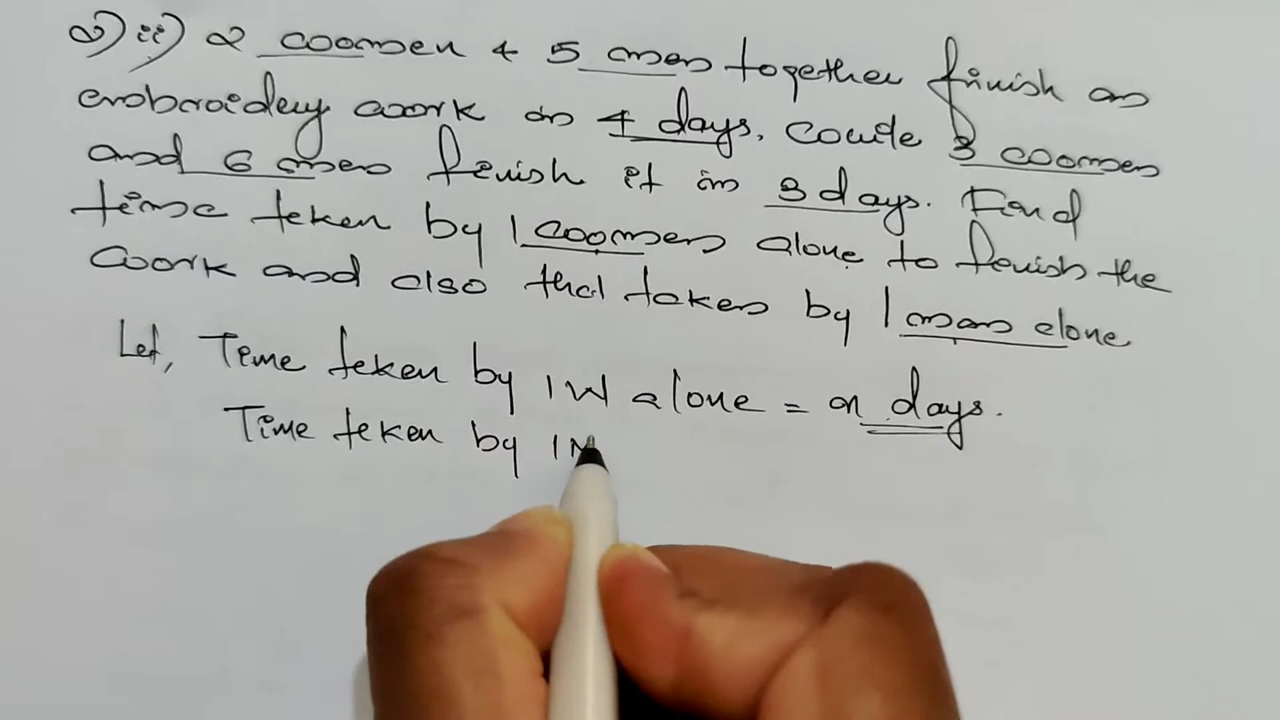 Q) ii) 2 women + 5 men together finish an
embroidery work in 4 days, while 3 women
and 6 men finish it in 3 days. Find
time taken by 1 women alone to finish the
work and also that taken by 1 man alone
Let, Time taken by 1W alone = x days.
Time taken by 1M